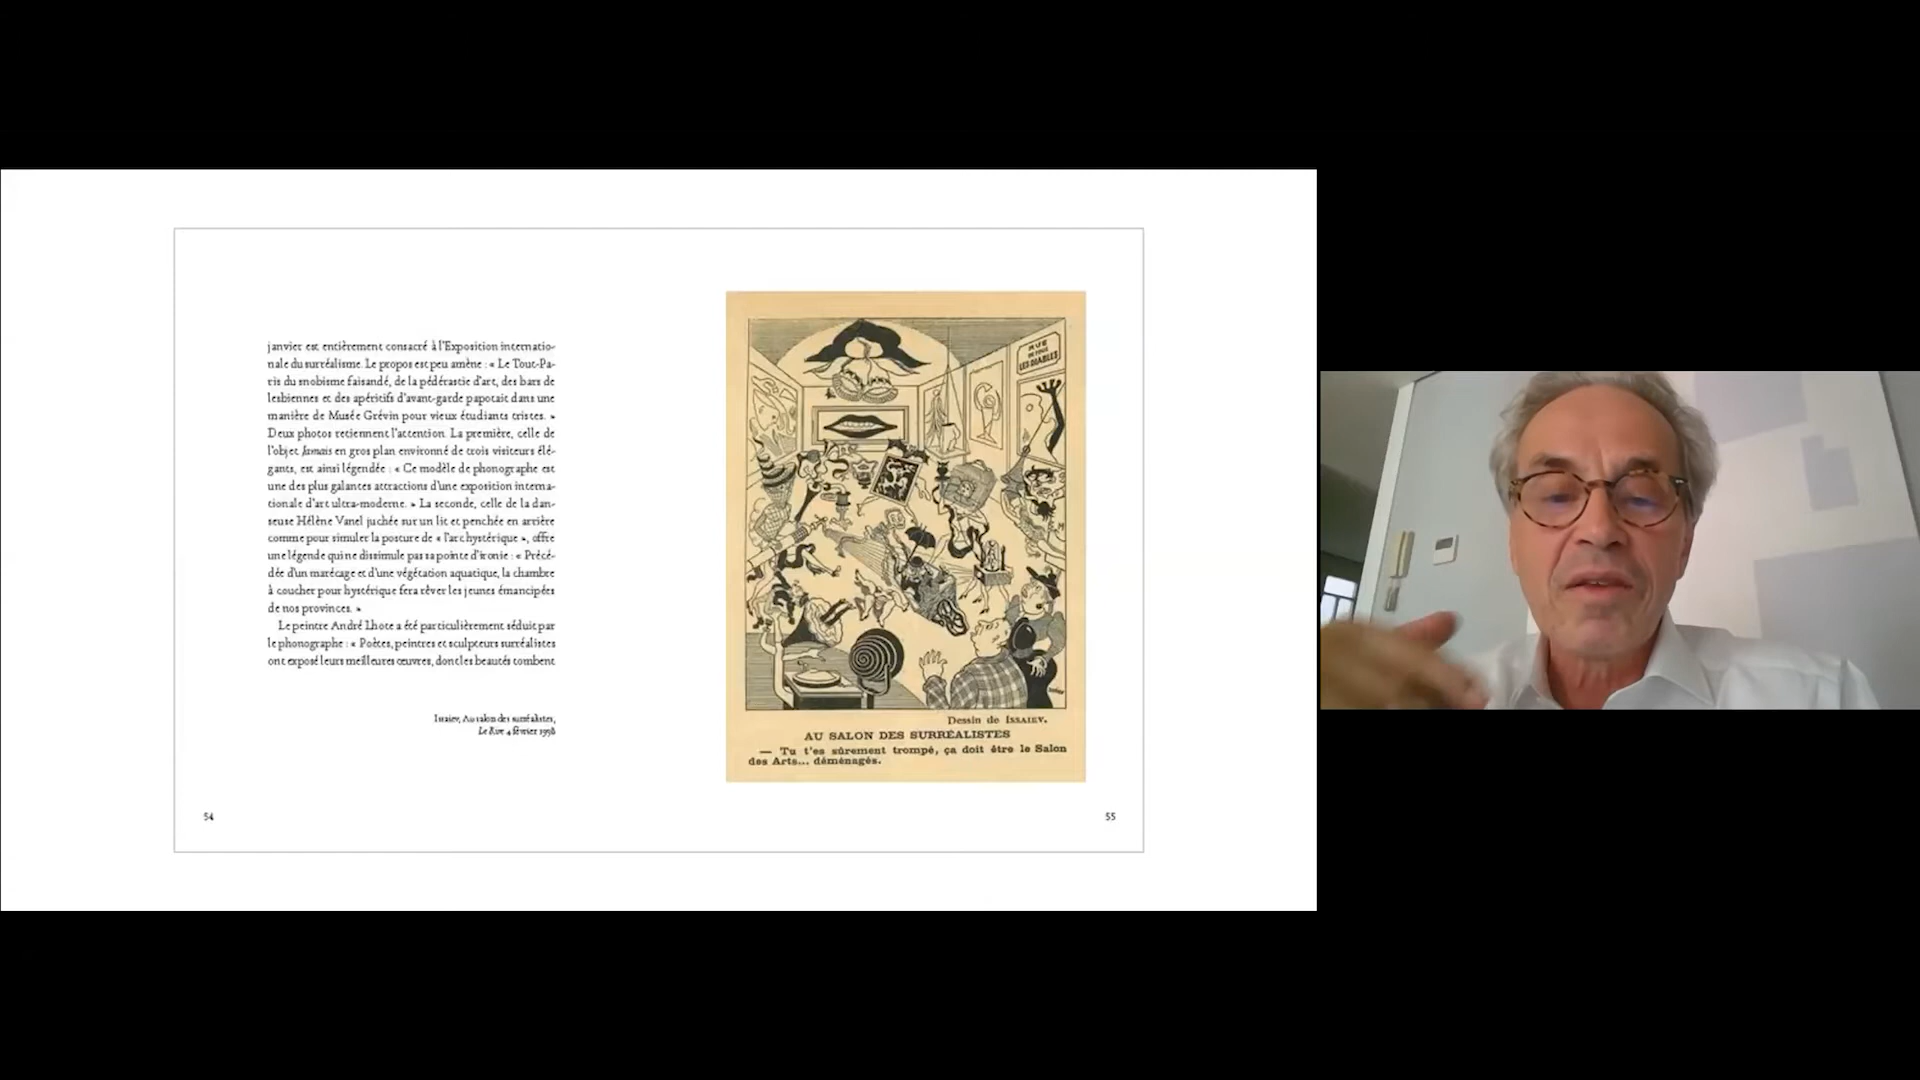 janvier est entièrement consacré à l'Exposition internatio-
nale du surréalisme. Le propos est peu amène : « Le Tout-Pa-
ris du snobisme faisandé, de la pédérastie d'art, des bars de
lesbiennes et des apéritifs d'avant-garde papotait dans une
manière de Musée Grévin pour vieux étudiants tristes. »
Deux photos retiennent l'attention. La première, celle de
l'objet Jamais en gros plan environné de trois visiteurs élé-
gants, est ainsi légendée : « Ce modèle de phonographe est
une des plus galantes attractions d'une exposition interna-
tionale d'art ultra-moderne. » La seconde, celle de la dan-
seuse Hélène Vanel juchée sur un lit et penchée en arrière
comme pour simuler la posture de « l'arc hystérique », offre
une légende qui ne dissimule pas sa pointe d'ironie : « Précé-
dée d'un marécage et d'une végétation aquatique, la chambre
à coucher pour hystérique fera rêver les jeunes émancipées
de nos provinces. »
Le peintre André Lhote a été particulièrement séduit par
le phonographe : « Poètes, peintres et sculpteurs surréalistes
ont exposé leurs meilleures œuvres, dont les beautés tombent
Issaiev, Au salon des surréalistes,
Le Rire 4 février 1938
54
RUE
DE TOUS
LES DIABLES
Dessin de ISSAIEV.
AU SALON DES SURRÉALISTES
— Tu t'es sûrement trompé, ça doit être le Salon
des Arts... déménagés.
55